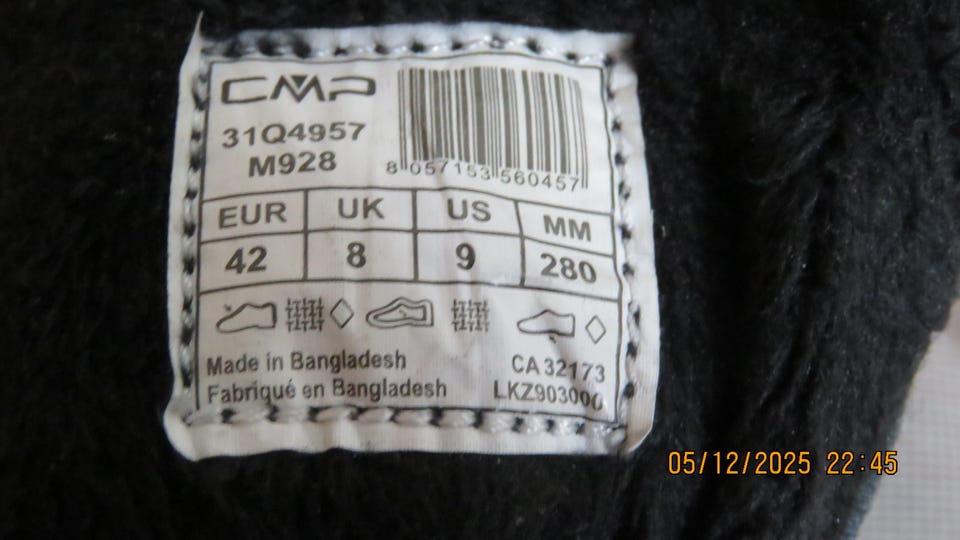 CMP
31Q4957
M928
8 057153 560457
EUR UK US MM
42 8 9 280
Made in Bangladesh CA 32173
Fabriqué en Bangladesh LKZ903000
05/12/2025 22:45